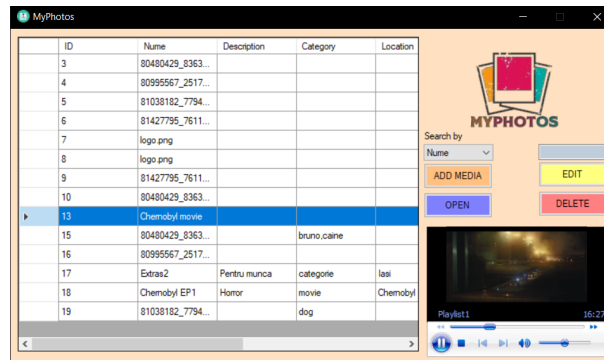 MyPhotos
ID Nume Description Category Location
3 80480429_8363...
4 80995567_2517...
5 81038182_7794...
6 81427795_7611...
7 logo.png
8 logo.png
9 81427795_7611...
10 80480429_8363...
13 Chernobyl movie
15 80480429_8363... bruno,caine
16 80995567_2517...
17 Extras2 Pentru munca categorie Iasi
18 Chernobyl EP1 Horror movie Chernobyl
19 81038182_7794... dog
MYPHOTOS
Search by
Nume
ADD MEDIA EDIT
OPEN DELETE
Playlist1 16:27